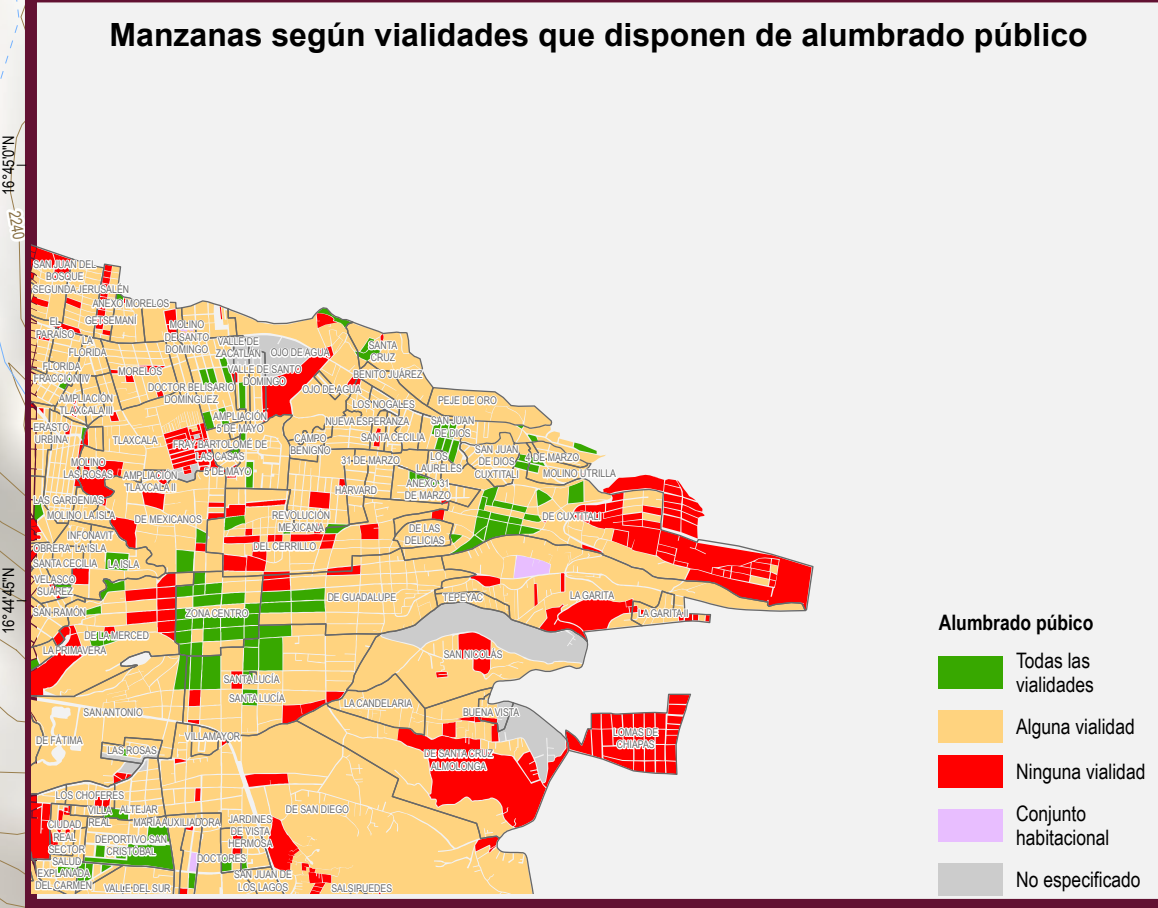 Manzanas según vialidades que disponen de alumbrado público
16°45'0"N
2240
16°44'45"N
SAN JUAN DEL
BOSQUE
SEGUNDA JERUSALÉN
ANEXO MORELOS
EL
PARAÍSO
GETSEMANÍ
LA
FLORIDA
MOLINO
DE SANTO
DOMINGO
VALLE DE
ZACATLÁN
OJO DE AGUA
SANTA
CRUZ
FLORIDA
FRACCIÓN IV
MORELOS
VALLE DE SANTO
DOMINGO
BENITO JUÁREZ
DOCTOR BELISARIO
DOMÍNGUEZ
OJO DE AGUA
AMPLIACIÓN
TLAXCALA III
LOS NOGALES
PEJE DE ORO
ERASTO
URBINA
TLAXCALA
AMPLIACIÓN
5 DE MAYO
NUEVA ESPERANZA
SAN JUAN
DE DIOS
FRAY BARTOLOMÉ DE
LAS CASAS
CAMPO
BENIGNO
SANTA CECILIA
SAN JUAN
DE DIOS
CUXTITALI
4 DE MARZO
MOLINO
LAS ROSAS
AMPLIACIÓN
TLAXCALA II
5 DE MAYO
31 DE MARZO
LOS
LAURELES
MOLINO UTRILLA
LAS GARDENIAS
HARVARD
ANEXO 31
DE MARZO
MOLINO LA ISLA
DE MEXICANOS
REVOLUCIÓN
MEXICANA
DE LAS
DELICIAS
DE CUXTITALI
INFONAVIT
OBRERA LA ISLA
DEL CERRILLO
SANTA CECILIA
LA ISLA
VELASCO
SUÁREZ
SAN RAMÓN
ZONA CENTRO
DE GUADALUPE
TEPEYAC
LA GARITA
LA GARITA II
DE LA MERCED
LA PRIMAVERA
SAN NICOLÁS
SANTA LUCÍA
SANTA LUCÍA
LA CANDELARIA
SAN ANTONIO
BUENA VISTA
DE FÁTIMA
VILLAMAYOR
LOMAS DE
CHIAPAS
LAS ROSAS
DE SANTA CRUZ
ALMOLONGA
LOS CHOFERES
VILLA
REAL
ALTEJAR
DE SAN DIEGO
CIUDAD
REAL
MARÍA AUXILIADORA
JARDINES
DE VISTA
HERMOSA
DEPORTIVO SAN
CRISTÓBAL
SECTOR
SALUD
DOCTORES
EXPLANADA
DEL CARMEN
VALLE DEL SUR
SAN JUAN DE
LOS LAGOS
SALSIPUEDES
Alumbrado púbico
Todas las
vialidades
Alguna vialidad
Ninguna vialidad
Conjunto
habitacional
No especificado